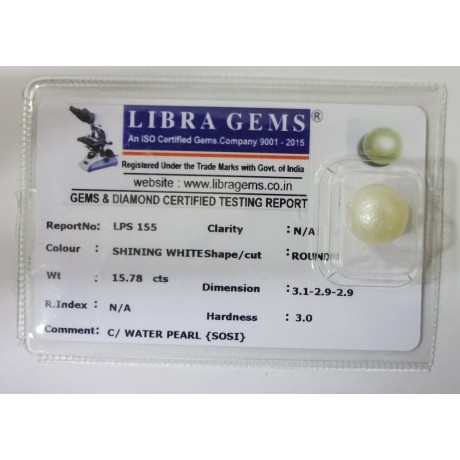 LIBRA GEMS®
An ISO Certified Gems.Company 9001 - 2015
Registered Under the Trade Marks with Govt. of India
website : www.libragems.co.in
GEMS & DIAMOND CERTIFIED TESTING REPORT
ReportNo: LPS 155 Clarity : N/A
Colour : SHINING WHITE Shape/cut : ROUND
Wt : 15.78 cts Dimension : 3.1-2.9-2.9
R.Index : N/A Hardness : 3.0
Comment: C/ WATER PEARL {SOSI}